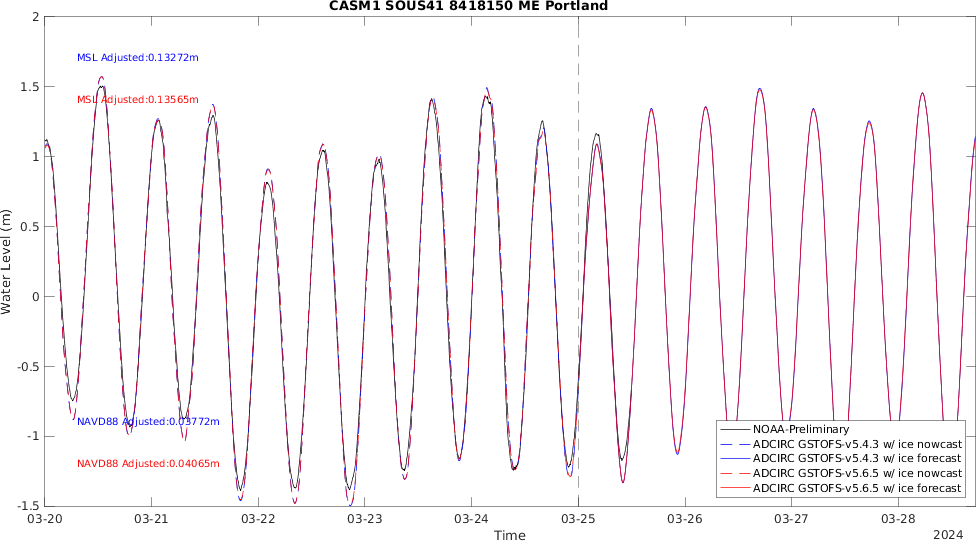 CASM1 SOUS41 8418150 ME Portland
2
1.5
1
0.5
0
-0.5
-1
-1.5
Water Level (m)
MSL Adjusted:0.13272m
MSL Adjusted:0.13565m
NAVD88 Adjusted:0.03772m
NAVD88 Adjusted:0.04065m
NOAA-Preliminary
ADCIRC GSTOFS-v5.4.3 w/ ice nowcast
ADCIRC GSTOFS-v5.4.3 w/ ice forecast
ADCIRC GSTOFS-v5.6.5 w/ ice nowcast
ADCIRC GSTOFS-v5.6.5 w/ ice forecast
03-20 03-21 03-22 03-23 03-24 03-25 03-26 03-27 03-28
Time
2024